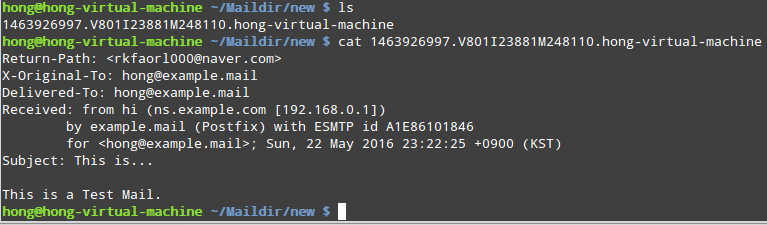 hong@hong-virtual-machine ~/Maildir/new $ ls
1463926997.V801I23881M248110.hong-virtual-machine
hong@hong-virtual-machine ~/Maildir/new $ cat 1463926997.V801I23881M248110.hong-virtual-machine
Return-Path: <rkfaorl000@naver.com>
X-Original-To: hong@example.mail
Delivered-To: hong@example.mail
Received: from hi (ns.example.com [192.168.0.1])
        by example.mail (Postfix) with ESMTP id A1E86101846
        for <hong@example.mail>; Sun, 22 May 2016 23:22:25 +0900 (KST)
Subject: This is...

This is a Test Mail.
hong@hong-virtual-machine ~/Maildir/new $